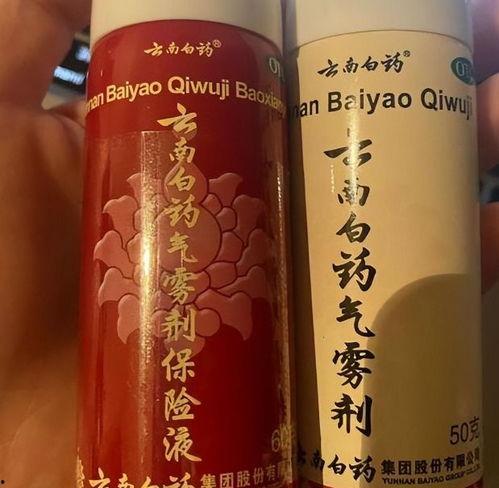 云南白药®
nan Baiyao Qiwuji Baoxian
云南白药气雾剂保险液
云南白药 集团股份有限
云南白药®
nan Baiyao Qiwuji
云南白药气雾剂
50克
云南白药 集团股份有限公司
YUNNAN BAIYAO GROUP CO., LTD